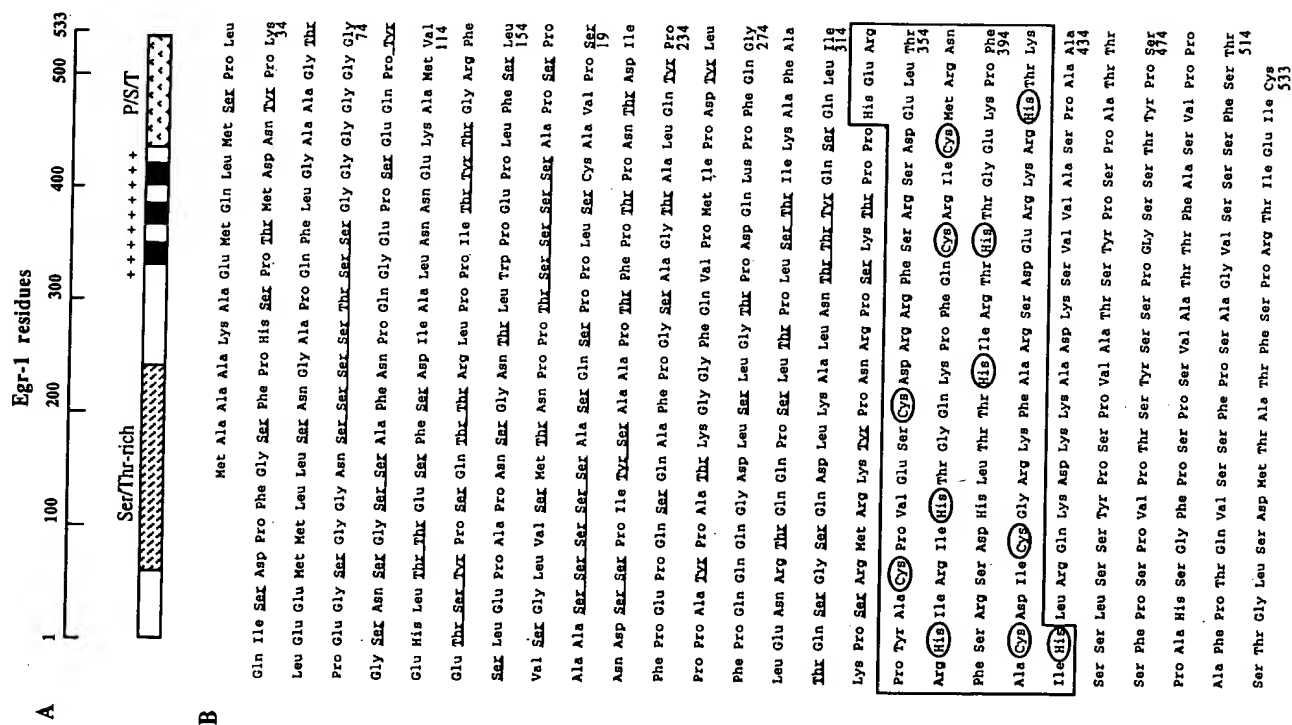 A
Egr-1 residues
1 100 200 300 400 500 533
Ser/Thr-rich + + + + + + + + + P/S/T
B
Met Ala Ala Ala Lys Ala Glu Met Gln Leu Met Ser Pro Leu
Gln Ile Ser Asp Pro Phe Gly Ser Phe Pro His Ser Pro Thr Met Asp Asn Tyr Pro Lys
34
Leu Glu Glu Met Met Leu Leu Ser Asn Gly Ala Pro Gln Phe Leu Gly Ala Ala Gly Thr
Pro Glu Gly Ser Gly Gly Asn Ser Ser Ser Ser Thr Ser Ser Gly Gly Gly Gly Gly Gly
74
Gly Ser Asn Ser Gly Ser Ser Ala Phe Asn Pro Gln Gly Glu Pro Ser Glu Gln Pro Tyr
Glu His Leu Thr Thr Glu Ser Phe Ser Asp Ile Ala Leu Asn Asn Glu Lys Ala Met Val
114
Glu Thr Ser Tyr Pro Ser Gln Thr Thr Arg Leu Pro Pro Ile Thr Tyr Thr Gly Arg Phe
Ser Leu Glu Pro Ala Pro Asn Ser Gly Asn Thr Leu Trp Pro Glu Pro Leu Phe Ser Leu
154
Val Ser Gly Leu Val Ser Met Thr Asn Pro Pro Thr Ser Ser Ser Ser Ala Pro Ser Pro
Ala Ala Ser Ser Ser Ser Ser Ala Ser Gln Ser Pro Pro Leu Ser Cys Ala Val Pro Ser
19
Asn Asp Ser Ser Pro Ile Tyr Ser Ala Ala Pro Thr Phe Pro Thr Pro Asn Thr Asp Ile
Phe Pro Glu Pro Gln Ser Gln Ala Phe Pro Gly Ser Ala Gly Thr Ala Leu Gln Tyr Pro
234
Pro Pro Ala Tyr Pro Ala Thr Lys Gly Gly Phe Gln Val Pro Met Ile Pro Asp Tyr Leu
Phe Pro Gln Gln Gln Gly Asp Leu Ser Leu Gly Thr Pro Asp Gln Lus Pro Phe Gln Gly
274
Leu Glu Asn Arg Thr Gln Gln Pro Ser Leu Thr Pro Leu Ser Thr Ile Lys Ala Phe Ala
Thr Gln Ser Gly Ser Gln Asp Leu Lys Ala Leu Asn Thr Thr Tyr Gln Ser Gln Leu Ile
314
Lys Pro Ser Arg Met Arg Lys Tyr Pro Asn Arg Pro Ser Lys Thr Pro Pro His Glu Arg
Pro Tyr Ala Cys Pro Val Glu Ser Cys Asp Arg Arg Phe Ser Arg Ser Asp Glu Leu Thr
354
Arg His Ile Arg Ile His Thr Gly Gln Lys Pro Phe Gln Cys Arg Ile Cys Met Arg Asn
Phe Ser Arg Ser Asp His Leu Thr Thr His Ile Arg Thr His Thr Gly Glu Lys Pro Phe
394
Ala Cys Asp Ile Cys Gly Arg Lys Phe Ala Arg Ser Asp Glu Arg Lys Arg His Thr Lys
Ile His Leu Arg Gln Lys Asp Lys Lys Ala Asp Lys Ser Val Val Ala Ser Pro Ala Ala
434
Ser Ser Leu Ser Ser Tyr Pro Ser Pro Val Ala Thr Ser Tyr Pro Ser Pro Ala Thr Thr
Ser Phe Pro Ser Pro Val Pro Thr Ser Tyr Ser Ser Pro GLy Ser Ser Thr Tyr Pro Ser
474
Pro Ala His Ser Gly Phe Pro Ser Pro Ser Val Ala Thr Thr Phe Ala Ser Val Pro Pro
Ala Phe Pro Thr Gln Val Ser Ser Phe Pro Ser Ala Gly Val Ser Ser Ser Phe Ser Thr
514
Ser Thr Gly Leu Ser Asp Met Thr Ala Thr Phe Ser Pro Arg Thr Ile Glu Ile Cys
533